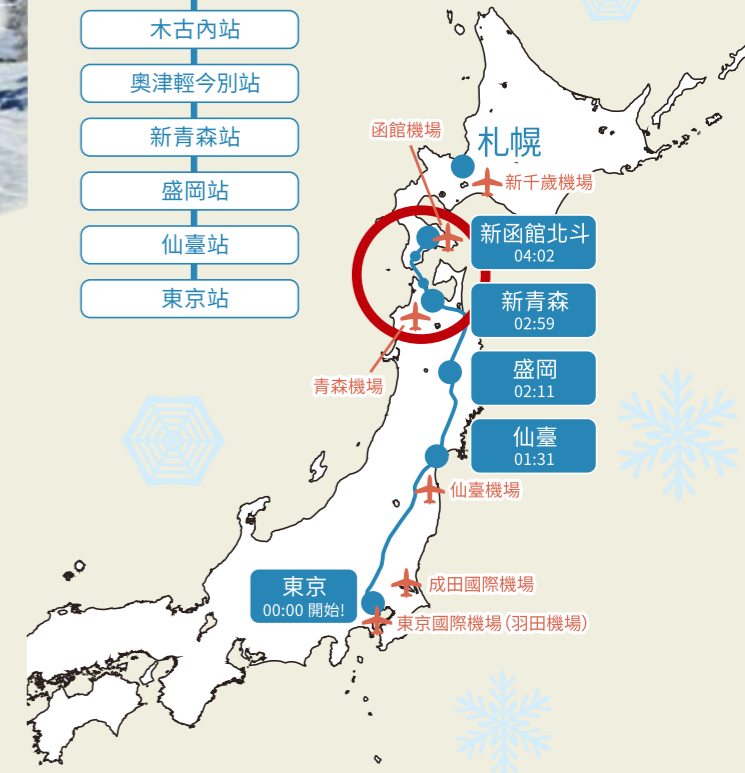 木古內站
奧津輕今別站
新青森站
盛岡站
仙臺站
東京站
函館機場
札幌
新千歲機場
新函館北斗
04:02
新青森
02:59
青森機場
盛岡
02:11
仙臺
01:31
仙臺機場
東京
00:00 開始!
成田國際機場
東京國際機場(羽田機場)